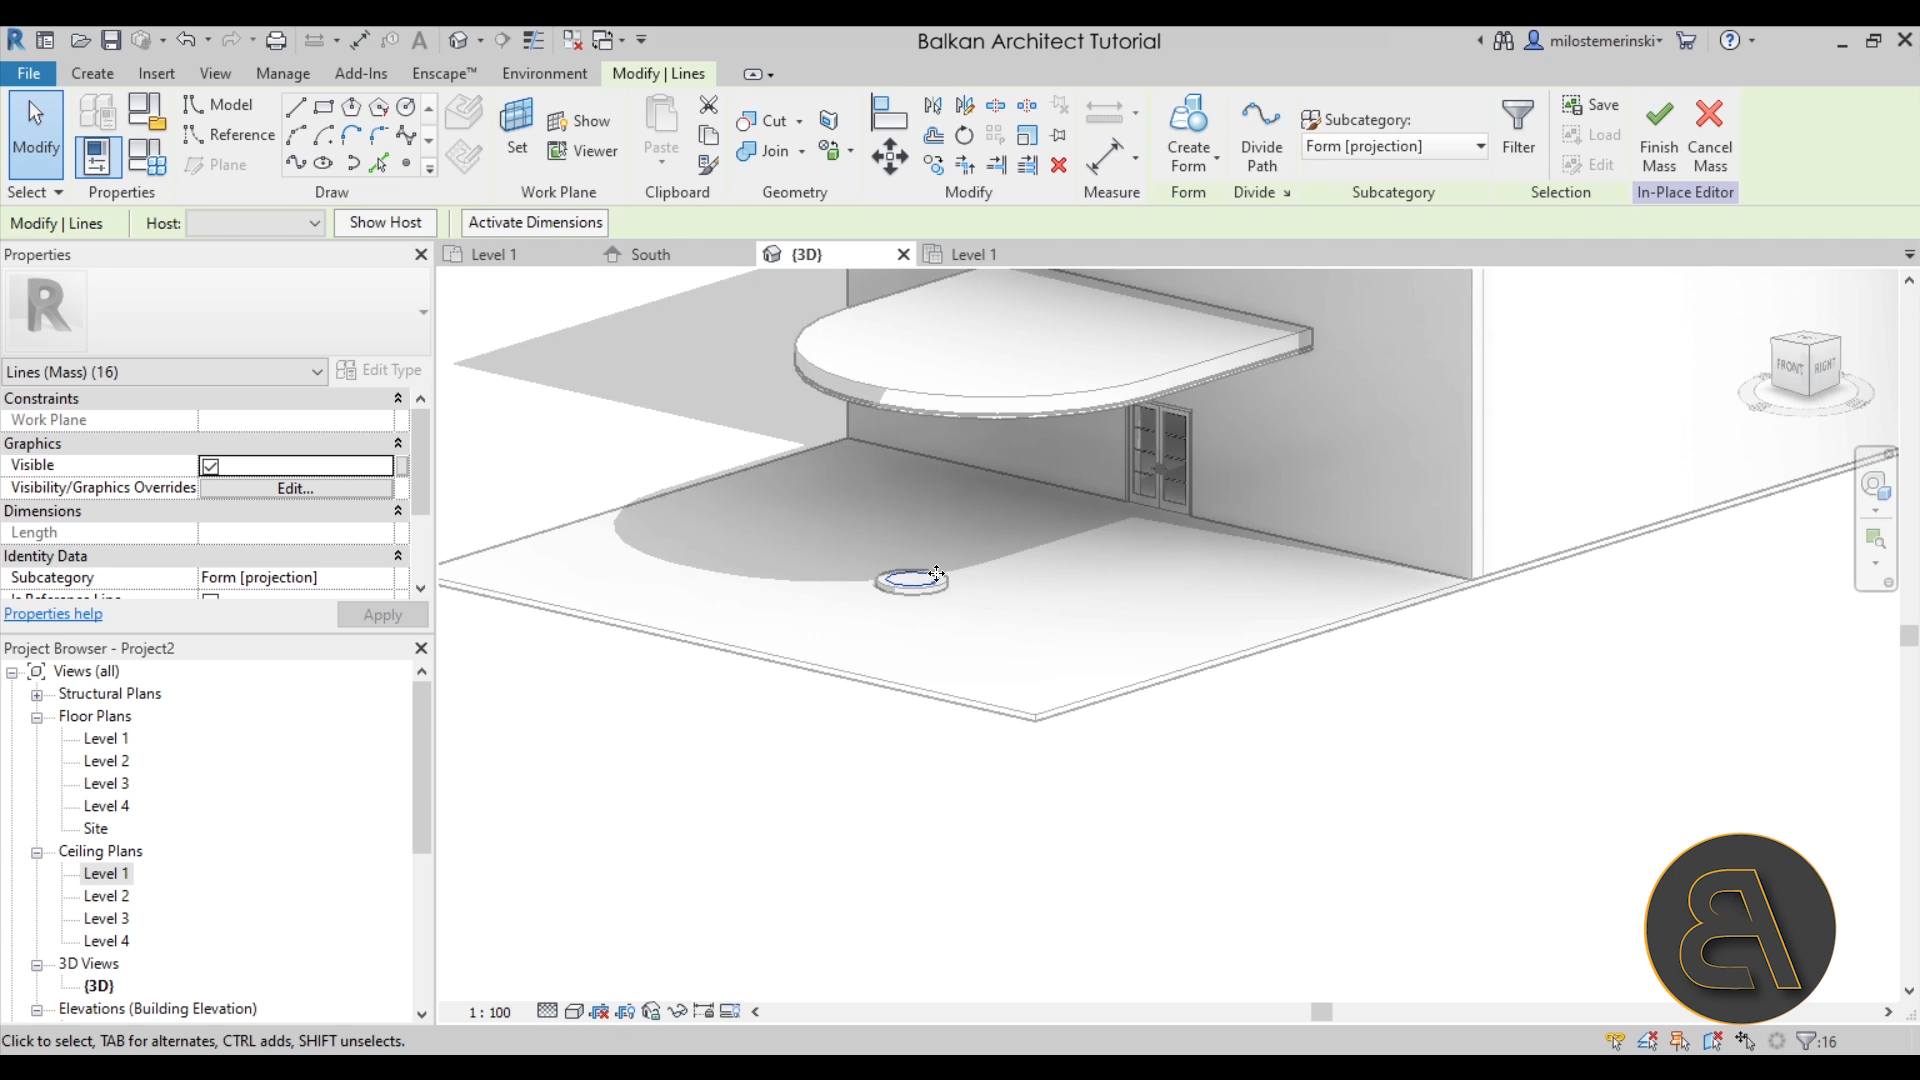 Balkan Architect Tutorial
milostemerinski
File Create Insert View Manage Add-Ins Enscape™ Environment Modify | Lines
Modify
Model
Reference
Plane
Set
Show
Viewer
Paste
Cut
Join
Create Form
Divide Path
Subcategory:
Form [projection]
Filter
Save
Load
Edit
Finish Mass
Cancel Mass
Select Properties Draw Work Plane Clipboard Geometry Modify Measure Form Divide Subcategory Selection In-Place Editor
Modify | Lines Host: Show Host Activate Dimensions
Properties
Level 1 South {3D} Level 1
R
Lines (Mass) (16) Edit Type
Constraints
Work Plane
Graphics
Visible
Visibility/Graphics Overrides Edit...
Dimensions
Length
Identity Data
Subcategory Form [projection]
Properties help Apply
FRONT RIGHT
Project Browser - Project2
Views (all)
Structural Plans
Floor Plans
Level 1
Level 2
Level 3
Level 4
Site
Ceiling Plans
Level 1
Level 2
Level 3
Level 4
3D Views
{3D}
Elevations (Building Elevation)
1 : 100
Click to select, TAB for alternates, CTRL adds, SHIFT unselects.
:16